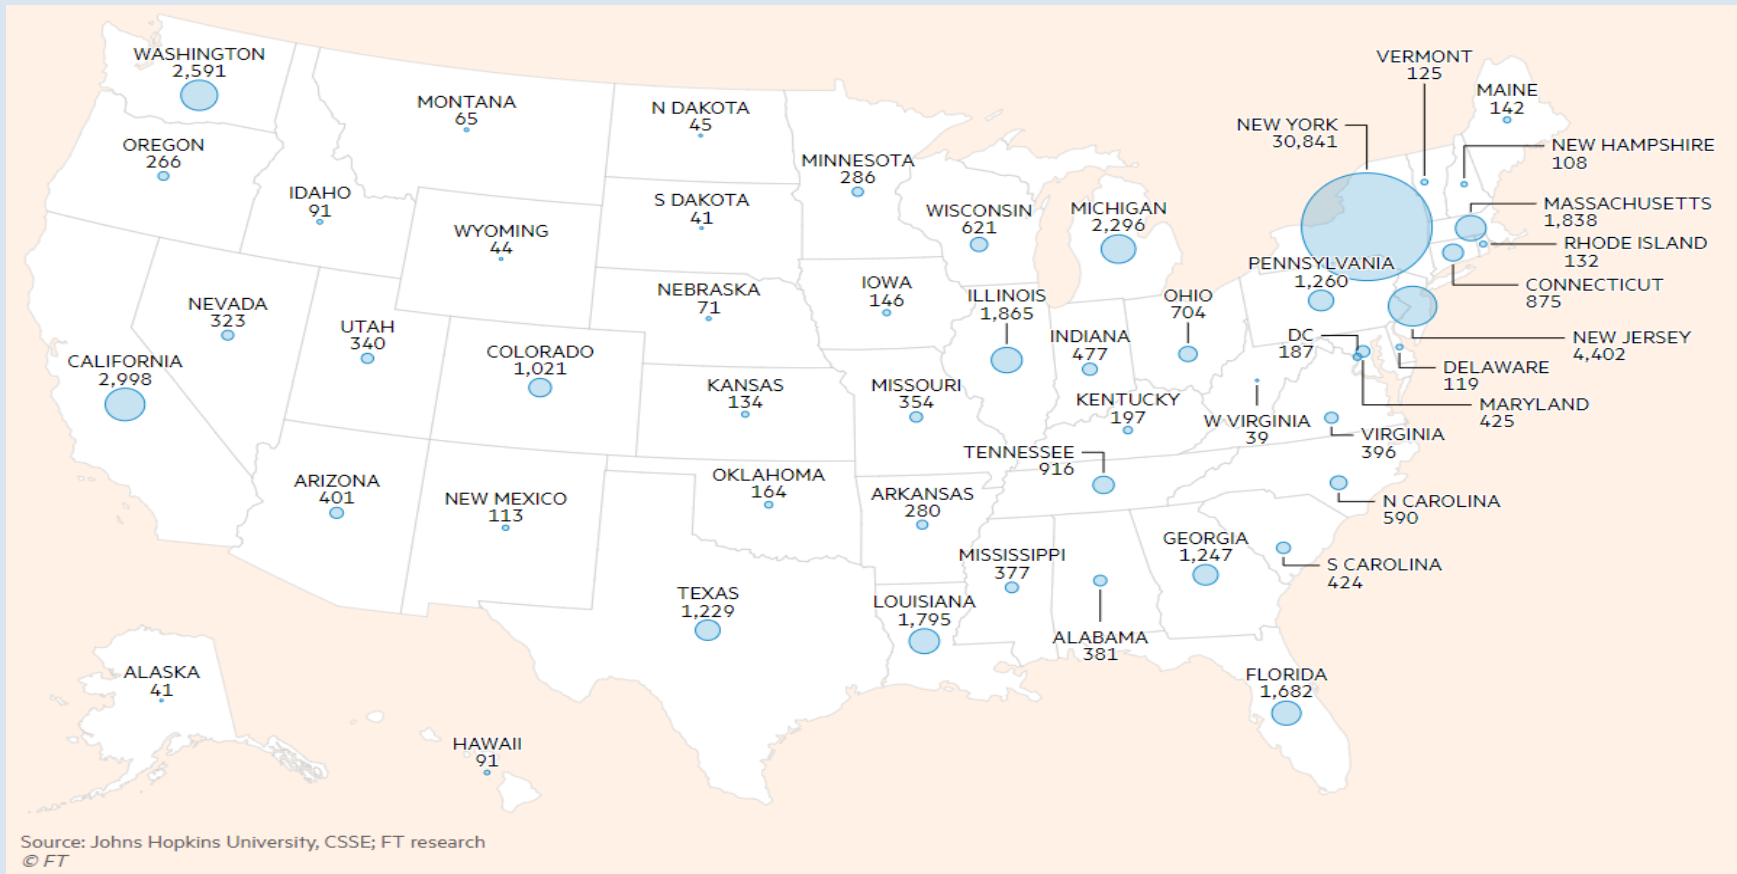 WASHINGTON
2,591
OREGON
266
CALIFORNIA
2,998
NEVADA
323
IDAHO
91
MONTANA
65
WYOMING
44
UTAH
340
COLORADO
1,021
ARIZONA
401
NEW MEXICO
113
N DAKOTA
45
S DAKOTA
41
NEBRASKA
71
KANSAS
134
OKLAHOMA
164
TEXAS
1,229
MINNESOTA
286
IOWA
146
MISSOURI
354
ARKANSAS
280
LOUISIANA
1,795
WISCONSIN
621
ILLINOIS
1,865
MICHIGAN
2,296
INDIANA
477
OHIO
704
KENTUCKY
197
TENNESSEE
916
MISSISSIPPI
377
ALABAMA
381
GEORGIA
1,247
FLORIDA
1,682
S CAROLINA
424
N CAROLINA
590
VIRGINIA
396
W VIRGINIA
39
MARYLAND
425
DC
187
DELAWARE
119
NEW JERSEY
4,402
PENNSYLVANIA
1,260
CONNECTICUT
875
RHODE ISLAND
132
MASSACHUSETTS
1,838
NEW HAMPSHIRE
108
MAINE
142
VERMONT
125
NEW YORK
30,841
ALASKA
41
HAWAII
91
Source: Johns Hopkins University, CSSE; FT research
© FT